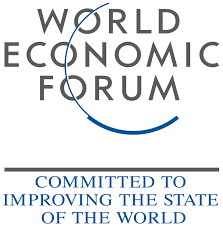 WORLD
ECONOMIC
FORUM
COMMITTED TO
IMPROVING THE STATE
OF THE WORLD